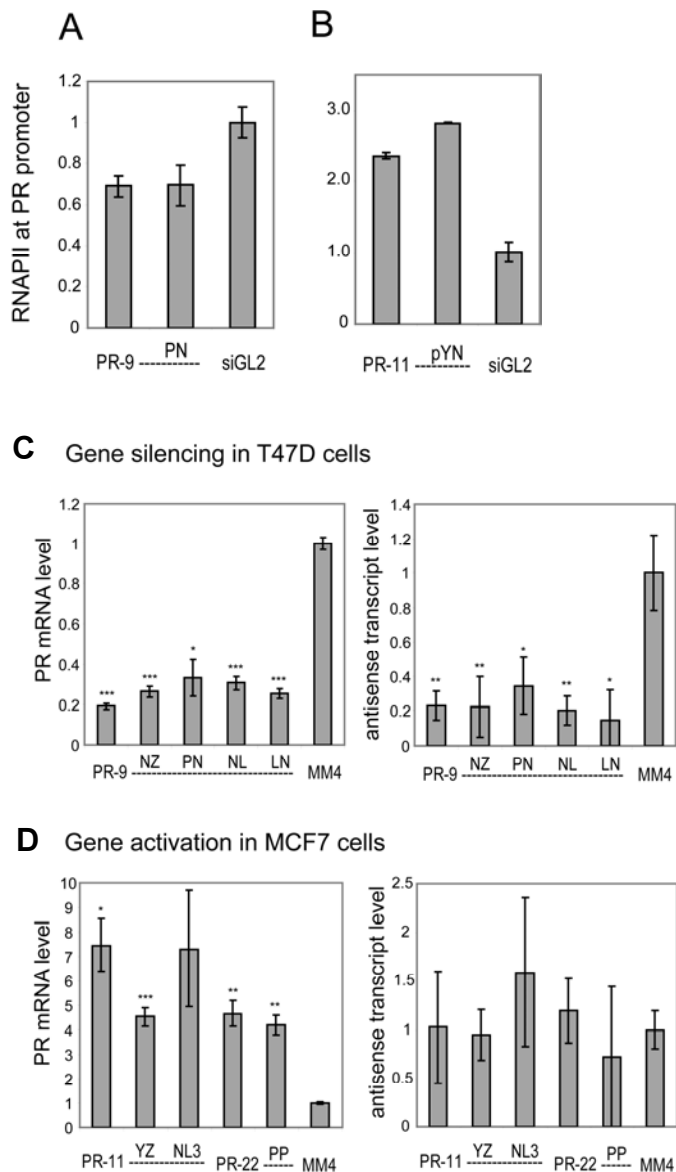 A
B
RNAPII at PR promoter
1.2
1
0.8
0.6
0.4
0.2
0
PR-9 PN siGL2
3.0
2.0
1.0
0
PR-11 pYN siGL2
C Gene silencing in T47D cells
PR mRNA level
1.2
1
0.8
0.6
0.4
0.2
0
*** *** * *** ***
PR-9 NZ PN NL LN MM4
antisense transcript level
1.4
1.2
1.0
0.8
0.6
0.4
0.2
0
** ** * ** *
PR-9 NZ PN NL LN MM4
D Gene activation in MCF7 cells
PR mRNA level
10
9
8
7
6
5
4
3
2
1
0
* *** ** **
PR-11 YZ NL3 PR-22 PP MM4
antisense transcript level
2.5
2
1.5
1
0.5
0
PR-11 YZ NL3 PR-22 PP MM4